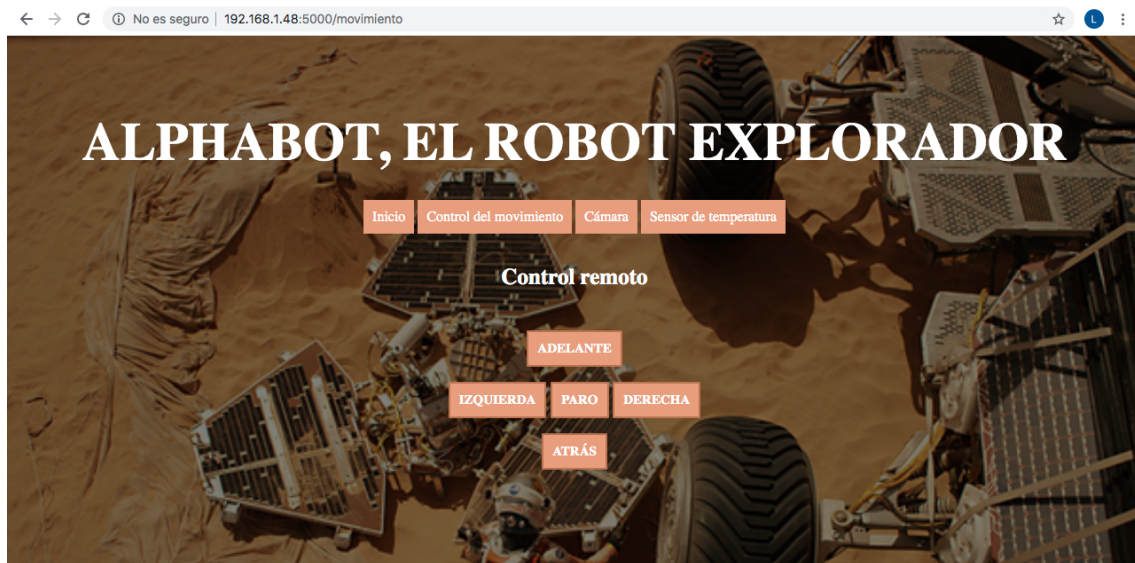 No es seguro | 192.168.1.48:5000/movimiento
L
ALPHABOT, EL ROBOT EXPLORADOR
Inicio Control del movimiento Cámara Sensor de temperatura
Control remoto
ADELANTE
IZQUIERDA PARO DERECHA
ATRÁS